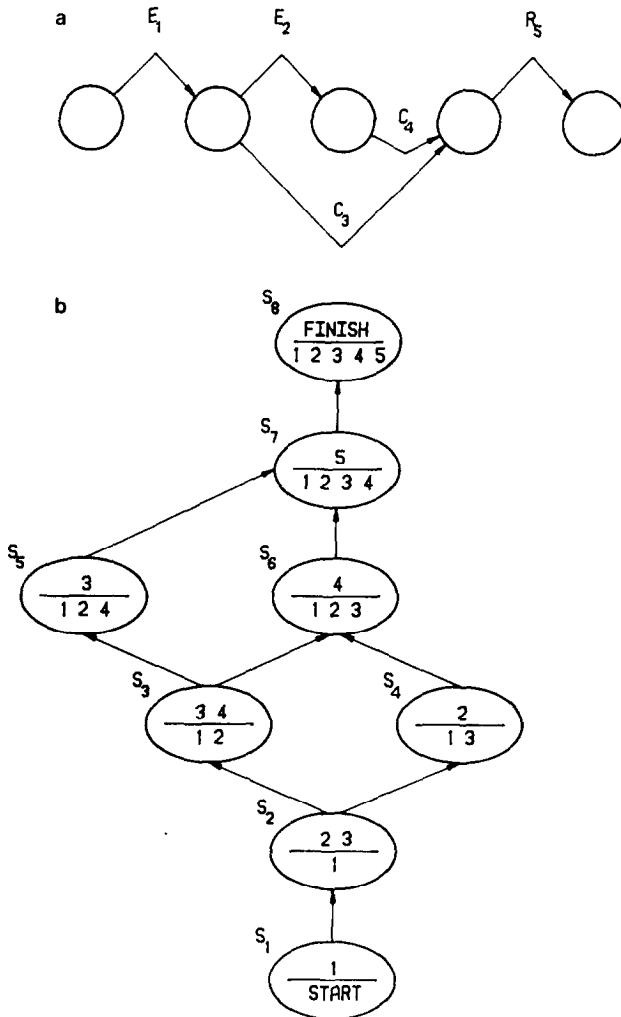 a
E₁ E₂ R₅
C₄
C₃
b
S₈
FINISH
1 2 3 4 5
S₇
5
1 2 3 4
S₅ S₆
3 4
1 2 4 1 2 3
S₃ S₄
3 4 2
1 2 1 3
S₂
2 3
1
S₁
1
START